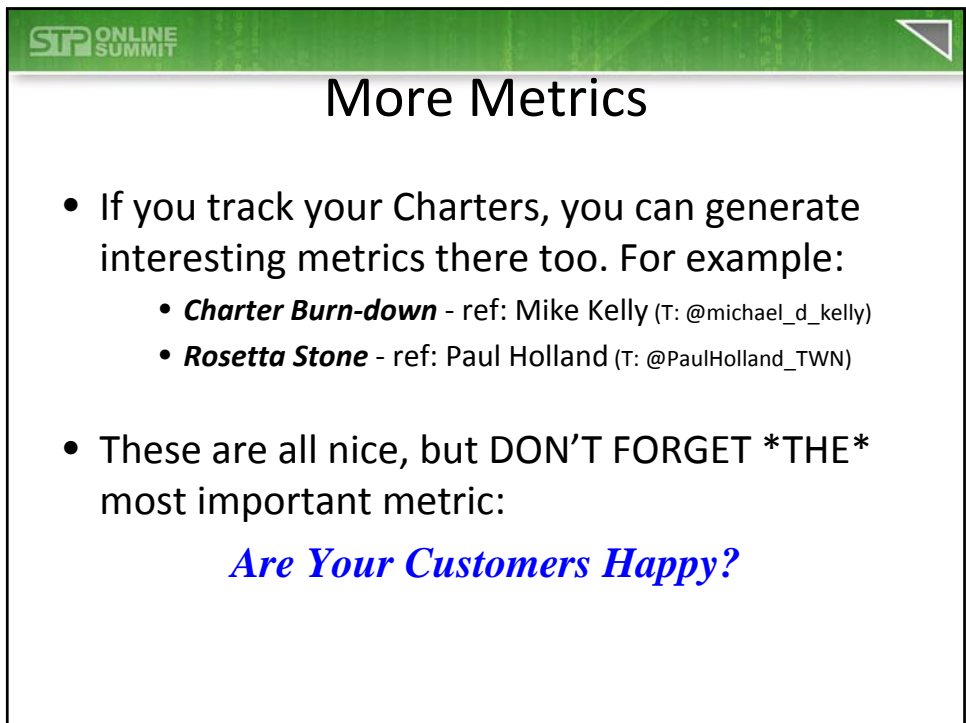 STP ONLINE
SUMMIT
More Metrics
• If you track your Charters, you can generate
interesting metrics there too. For example:
• Charter Burn-down - ref: Mike Kelly (T: @michael_d_kelly)
• Rosetta Stone - ref: Paul Holland (T: @PaulHolland_TWN)
• These are all nice, but DON’T FORGET *THE*
most important metric:
Are Your Customers Happy?